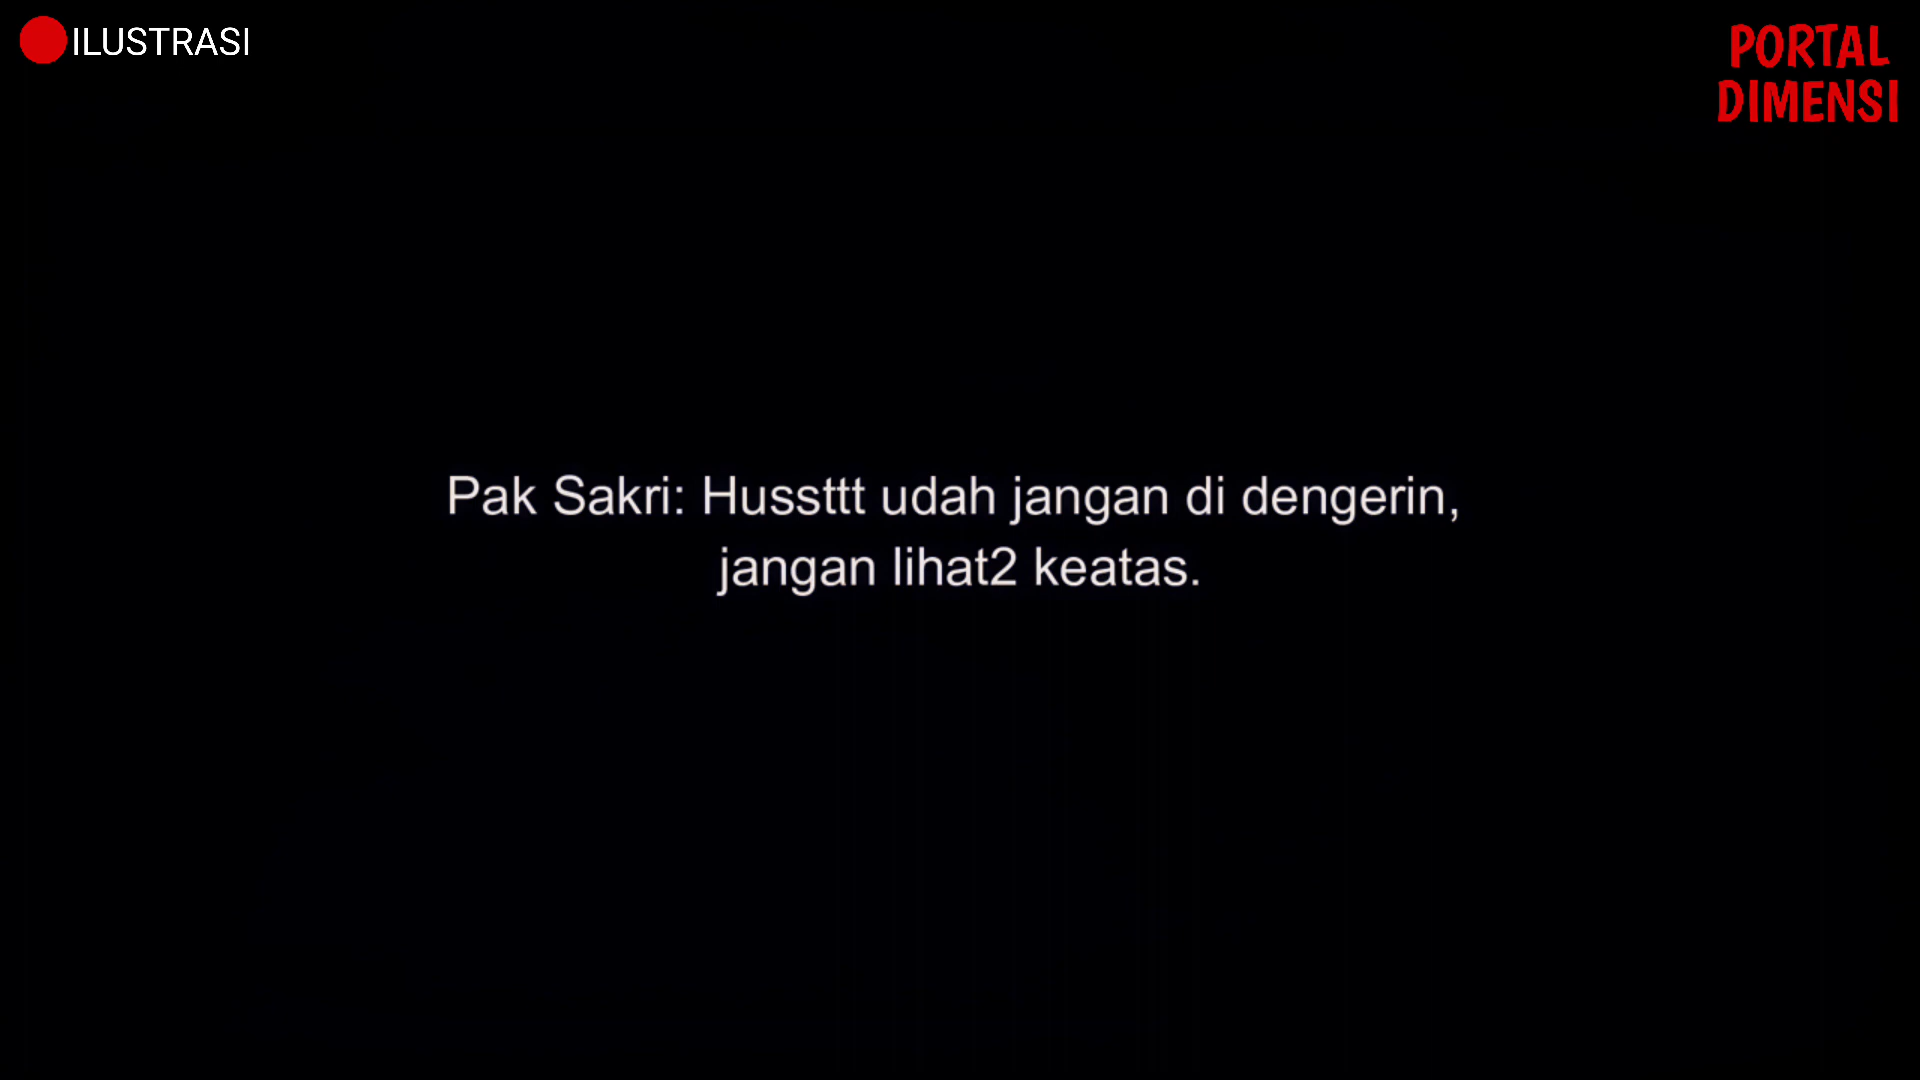 ILUSTRASI
PORTAL
DIMENSI
Pak Sakri: Hussttt udah jangan di dengerin,
jangan lihat2 keatas.